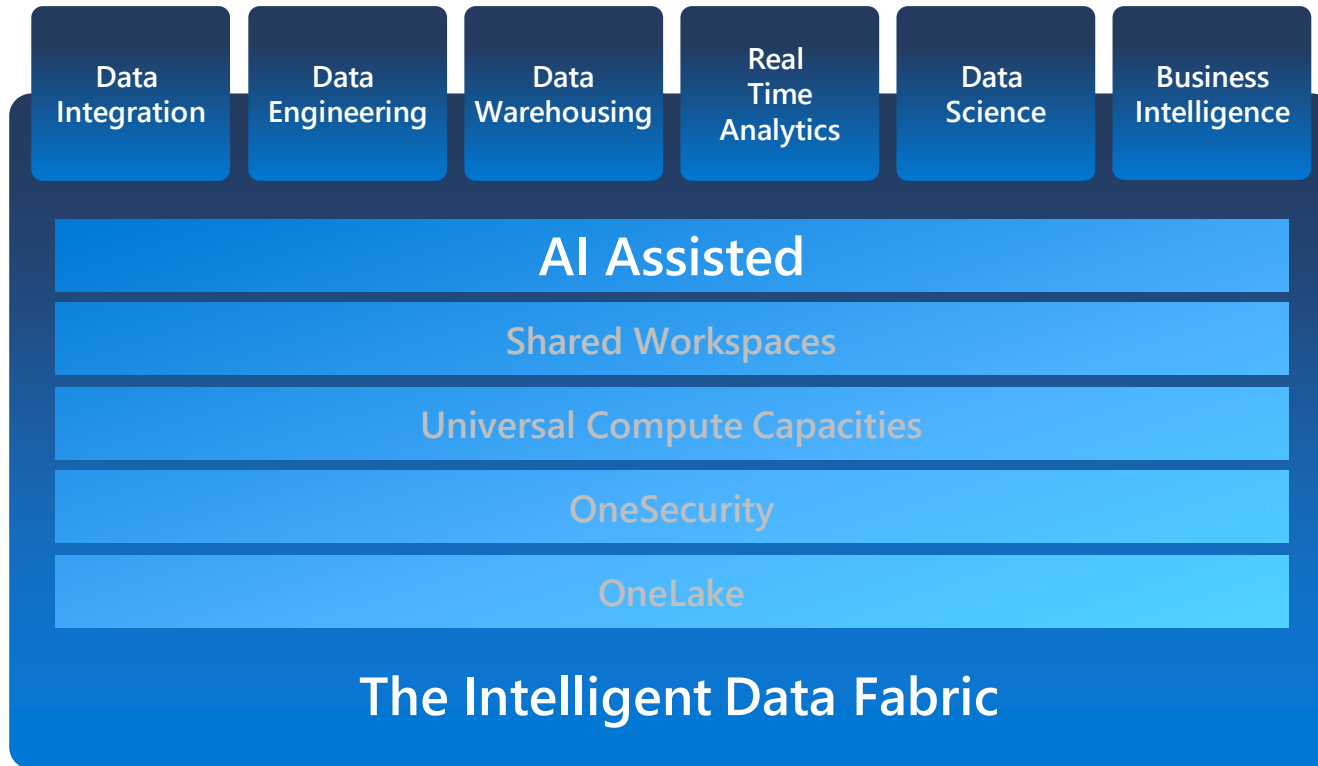 Data
Integration
Data
Engineering
Data
Warehousing
Real
Time
Analytics
Data
Science
Business
Intelligence
AI Assisted
Shared Workspaces
Universal Compute Capacities
OneSecurity
OneLake
The Intelligent Data Fabric